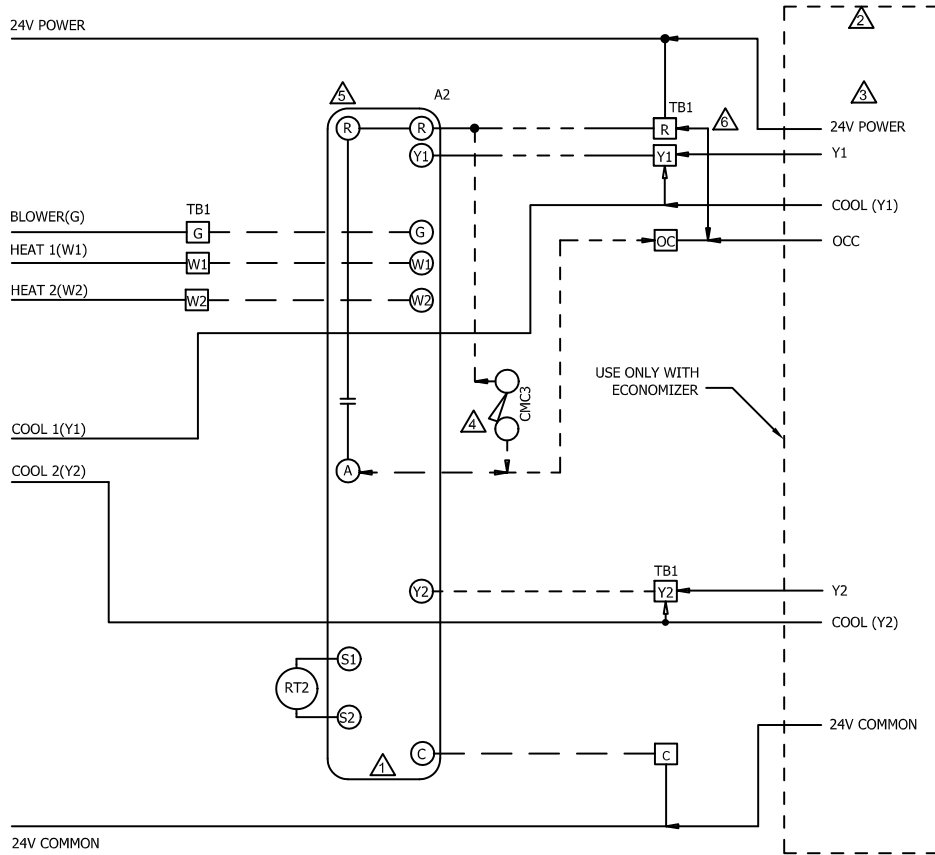 24V POWER
2
5
A2
3
TB1
6
R
R
R
24V POWER
Y1
Y1
Y1
BLOWER(G)
TB1
G
G
COOL (Y1)
OC
OCC
HEAT 1(W1)
W1
W1
HEAT 2(W2)
W2
W2
USE ONLY WITH
ECONOMIZER
CMC3
4
COOL 1(Y1)
COOL 2(Y2)
A
TB1
Y2
Y2
Y2
COOL (Y2)
S1
RT2
S2
C
C
24V COMMON
1
24V COMMON